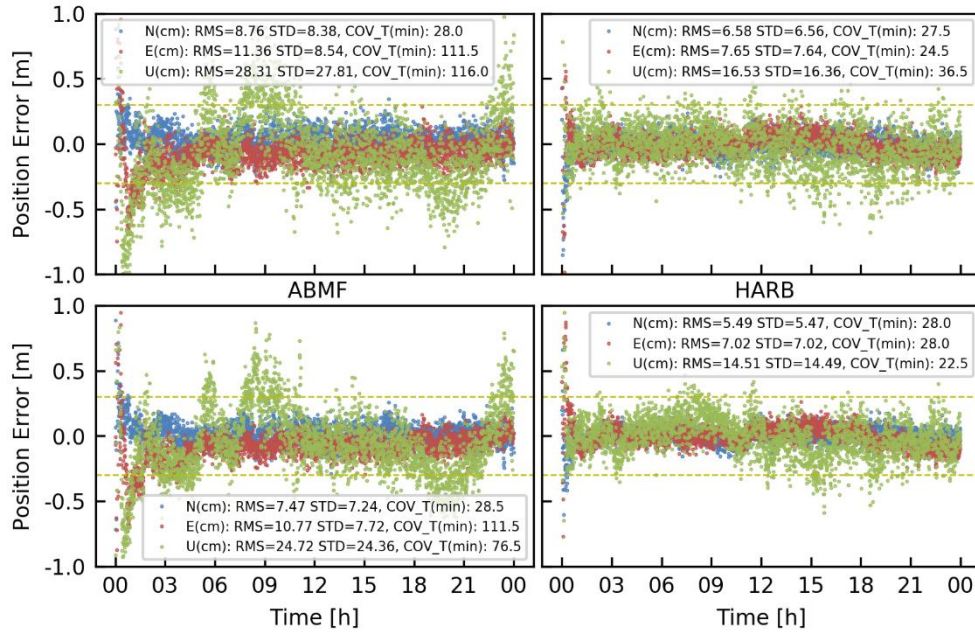 N(cm): RMS=8.76 STD=8.38, COV_T(min): 28.0
E(cm): RMS=11.36 STD=8.54, COV_T(min): 111.5
U(cm): RMS=28.31 STD=27.81, COV_T(min): 116.0
N(cm): RMS=6.58 STD=6.56, COV_T(min): 27.5
E(cm): RMS=7.65 STD=7.64, COV_T(min): 24.5
U(cm): RMS=16.53 STD=16.36, COV_T(min): 36.5
Position Error [m]
1.0
0.5
0.0
-0.5
-1.0
ABMF
HARB
N(cm): RMS=5.49 STD=5.47, COV_T(min): 28.0
E(cm): RMS=7.02 STD=7.02, COV_T(min): 28.0
U(cm): RMS=14.51 STD=14.49, COV_T(min): 22.5
Position Error [m]
1.0
0.5
0.0
-0.5
-1.0
N(cm): RMS=7.47 STD=7.24, COV_T(min): 28.5
E(cm): RMS=10.77 STD=7.72, COV_T(min): 111.5
U(cm): RMS=24.72 STD=24.36, COV_T(min): 76.5
00 03 06 09 12 15 18 21 00
00 03 06 09 12 15 18 21 00
Time [h]
Time [h]